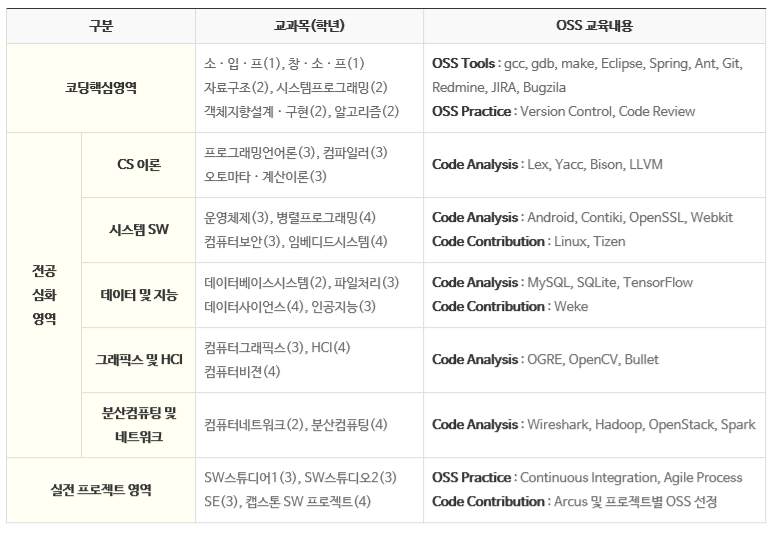 구분 교과목(학년) OSS 교육내용
코딩핵심영역
소 · 입 · 프(1), 창 · 소 · 프(1)
자료구조(2), 시스템프로그래밍(2)
객체지향설계 · 구현(2), 알고리즘(2)
OSS Tools : gcc, gdb, make, Eclipse, Spring, Ant, Git,
Redmine, JIRA, Bugzila
OSS Practice : Version Control, Code Review
전공
심화
영역
CS 이론
프로그래밍언어론(3), 컴파일러(3)
오토마타 · 계산이론(3)
Code Analysis : Lex, Yacc, Bison, LLVM
시스템 SW
운영체제(3), 병렬프로그래밍(4)
컴퓨터보안(3), 임베디드시스템(4)
Code Analysis : Android, Contiki, OpenSSL, Webkit
Code Contribution : Linux, Tizen
데이터 및 지능
데이터베이스시스템(2), 파일처리(3)
데이터사이언스(4), 인공지능(3)
Code Analysis : MySQL, SQLite, TensorFlow
Code Contribution : Weke
그래픽스 및 HCI
컴퓨터그래픽스(3), HCI(4)
컴퓨터비젼(4)
Code Analysis : OGRE, OpenCV, Bullet
분산컴퓨팅 및
네트워크
컴퓨터네트워크(2), 분산컴퓨팅(4)
Code Analysis : Wireshark, Hadoop, OpenStack, Spark
실전 프로젝트 영역
SW스튜디어1(3), SW스튜디오2(3)
SE(3), 캡스톤 SW 프로젝트(4)
OSS Practice : Continuous Integration, Agile Process
Code Contribution : Arcus 및 프로젝트별 OSS 선정